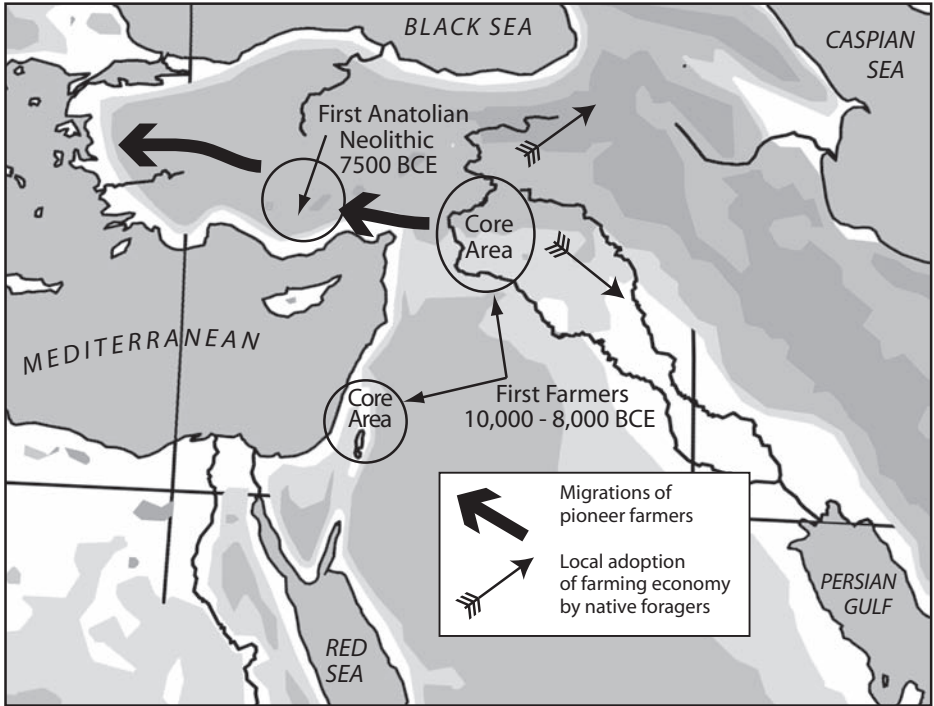 BLACK SEA
CASPIAN
SEA
First Anatolian
Neolithic
7500 BCE
Core
Area
MEDITERRANEAN
Core
Area
First Farmers
10,000 - 8,000 BCE
Migrations of
pioneer farmers
Local adoption
of farming economy
by native foragers
PERSIAN
GULF
RED
SEA